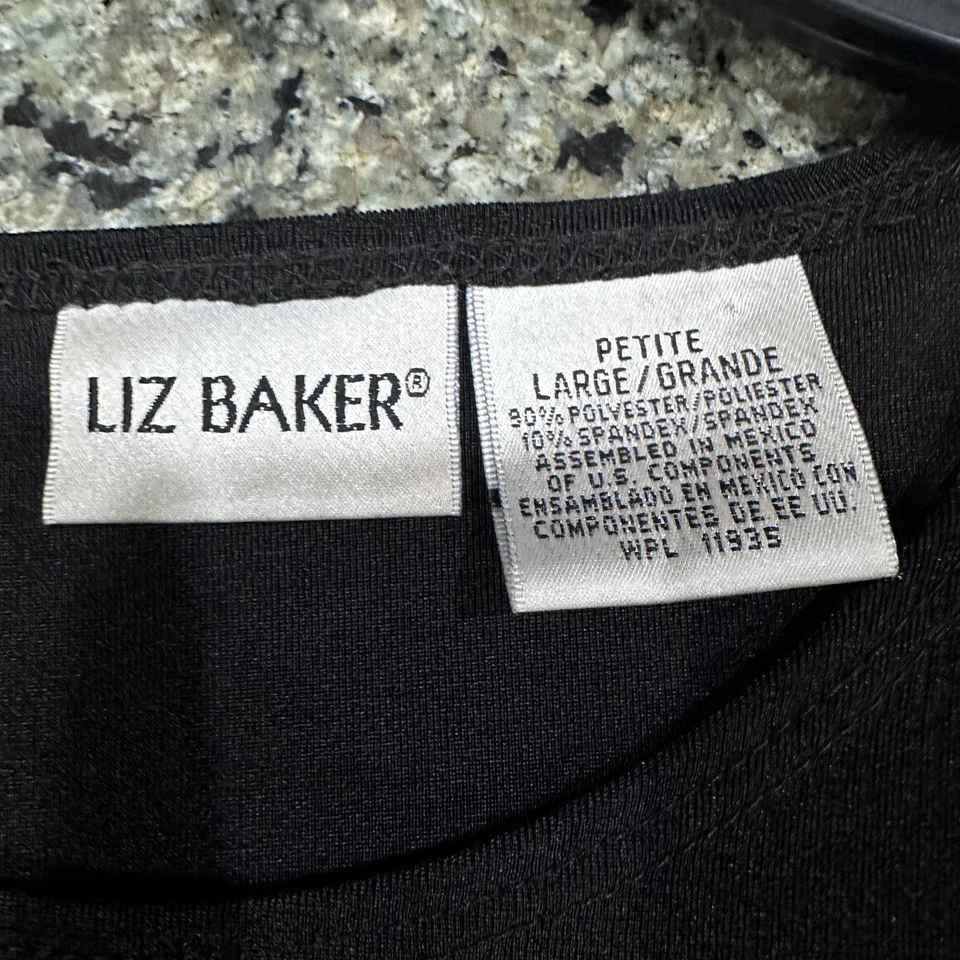 LIZ BAKER®
PETITE
LARGE/GRANDE
90% POLYESTER/POLIESTER
10% SPANDEX/SPANDEX
ASSEMBLED IN MEXICO
OF U.S. COMPONENTS
ENSAMBLADO EN MEXICO CON
COMPONENTES DE EE UU.
WPL 11935